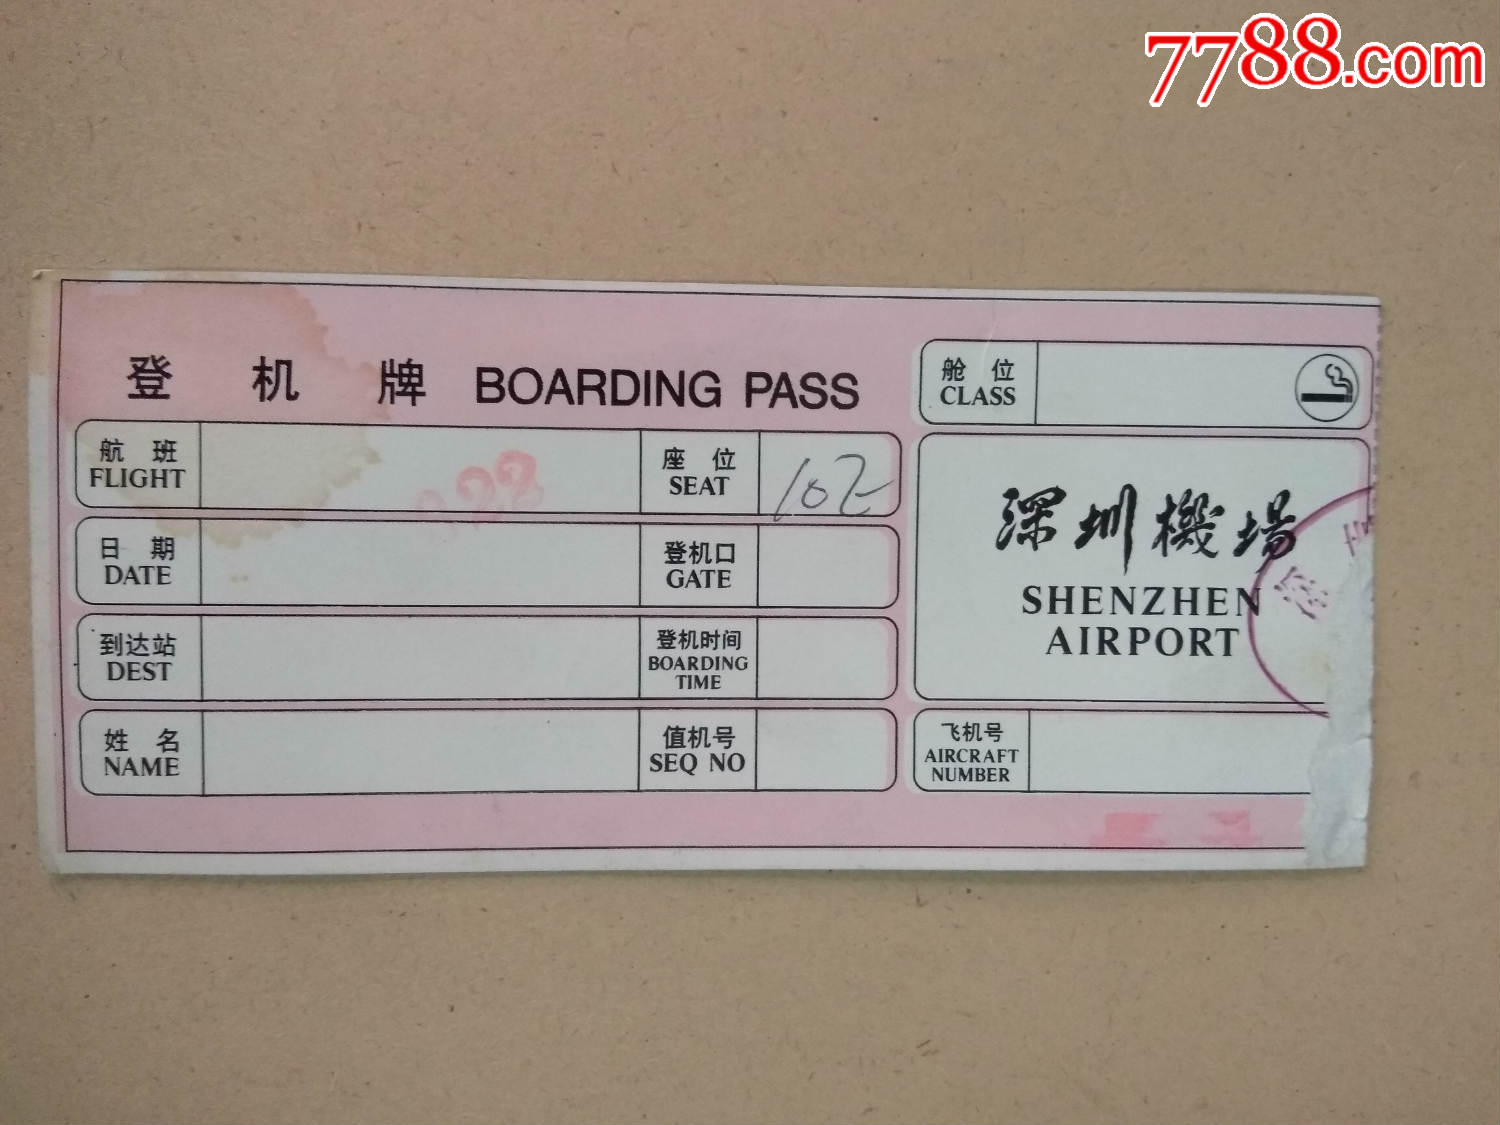 7788.com
登 机 牌 BOARDING PASS
舱 位
CLASS
航 班
FLIGHT
座 位
SEAT
日 期
DATE
登机口
GATE
深圳機場
SHENZHEN
AIRPORT
到达站
DEST
登机时间
BOARDING
TIME
姓 名
NAME
值机号
SEQ NO
飞机号
AIRCRAFT
NUMBER